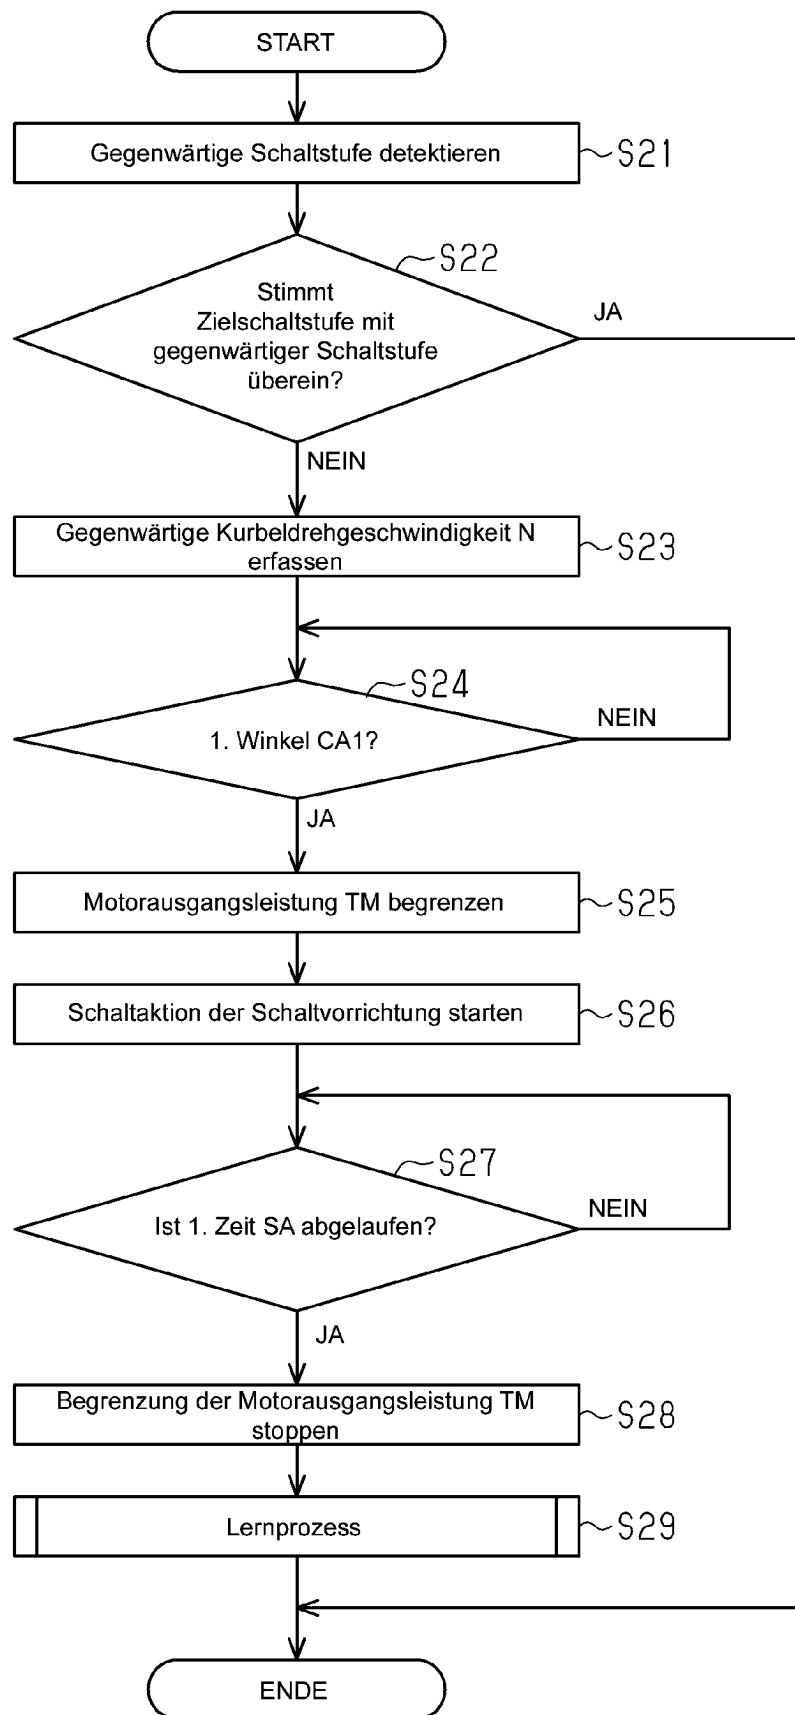 START
Gegenwärtige Schaltstufe detektieren
S21
S22
Stimmt
Zielschaltstufe mit
gegenwärtiger Schaltstufe
überein?
JA
NEIN
Gegenwärtige Kurbeldrehgeschwindigkeit N
erfassen
S23
S24
1. Winkel CA1?
NEIN
JA
Motorausgangsleistung TM begrenzen
S25
Schaltaktion der Schaltvorrichtung starten
S26
S27
Ist 1. Zeit SA abgelaufen?
NEIN
JA
Begrenzung der Motorausgangsleistung TM
stoppen
S28
Lernprozess
S29
ENDE